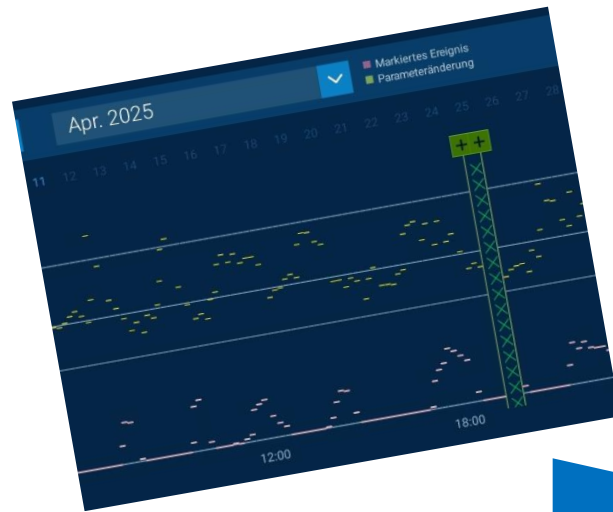 Apr. 2025
Markiertes Ereignis
Parameteränderung
11 12 13 14 15 16 17 18 19 20 21 22 23 24 25 26 27 28
12:00
18:00